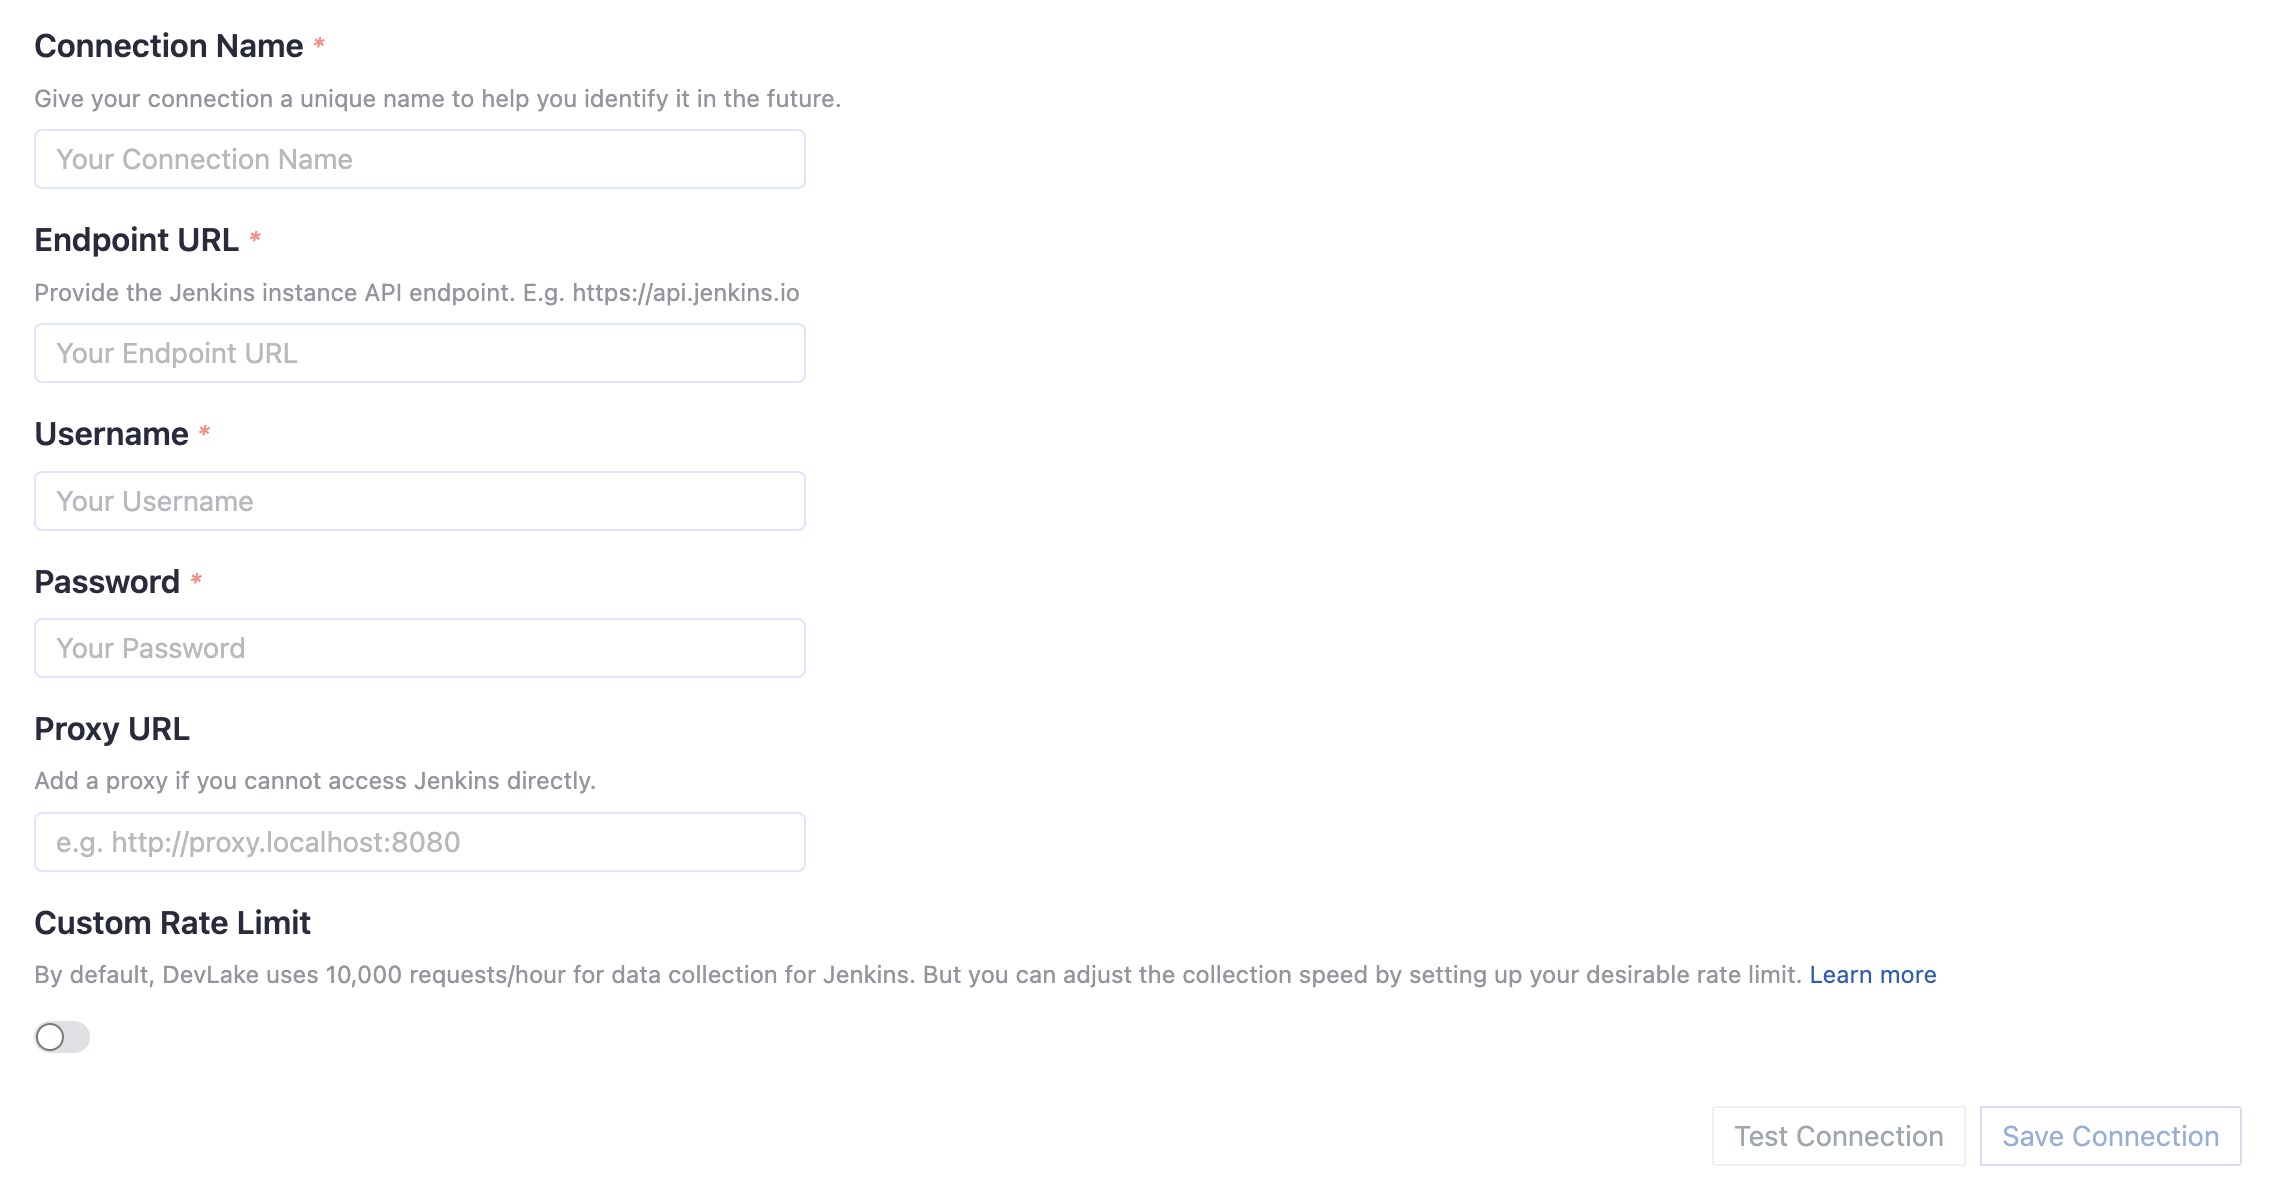 Connection Name *
Give your connection a unique name to help you identify it in the future.
Your Connection Name
Endpoint URL *
Provide the Jenkins instance API endpoint. E.g. https://api.jenkins.io
Your Endpoint URL
Username *
Your Username
Password *
Your Password
Proxy URL
Add a proxy if you cannot access Jenkins directly.
e.g. http://proxy.localhost:8080
Custom Rate Limit
By default, DevLake uses 10,000 requests/hour for data collection for Jenkins. But you can adjust the collection speed by setting up your desirable rate limit. Learn more
Test Connection Save Connection